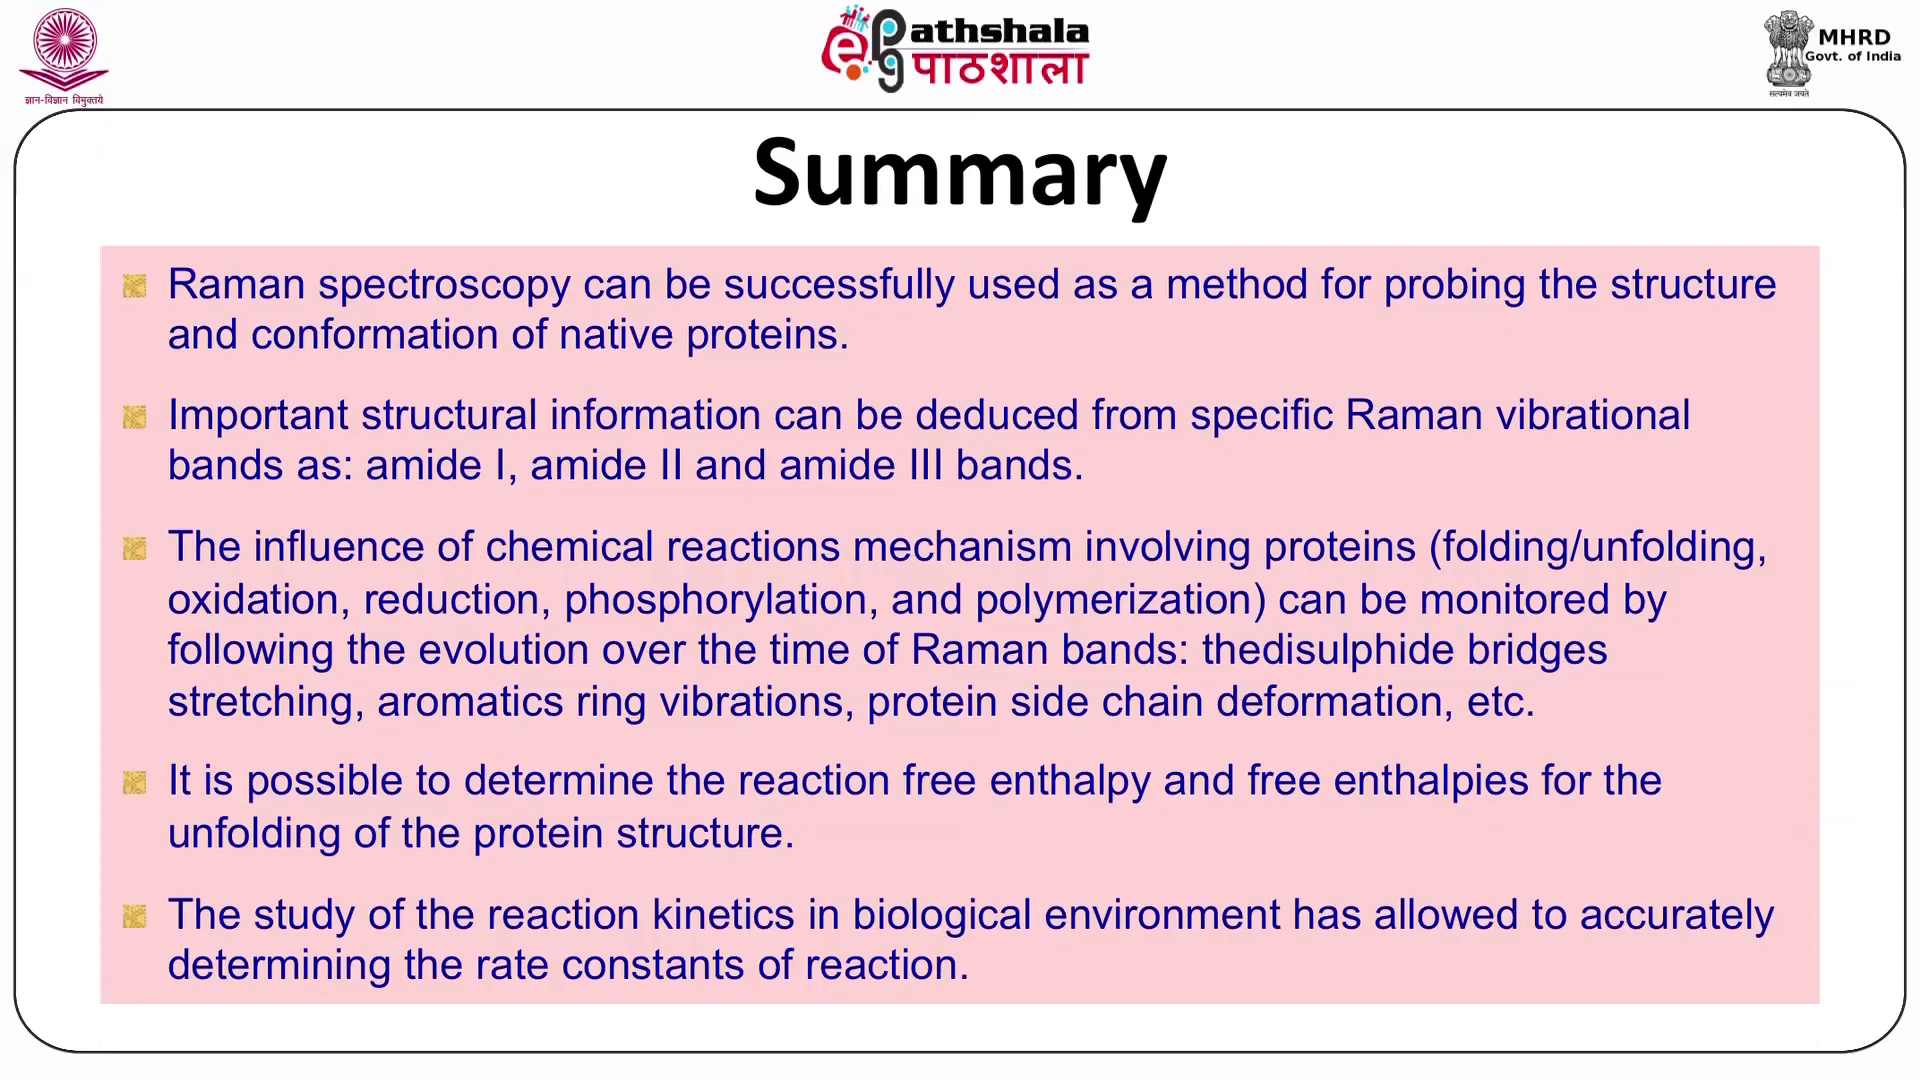 ज्ञान-विज्ञान विमुक्तये
e Pg athshala
पाठशाला
MHRD
Govt. of India
सत्यमेव जयते
Summary
Raman spectroscopy can be successfully used as a method for probing the structure
and conformation of native proteins.
Important structural information can be deduced from specific Raman vibrational
bands as: amide I, amide II and amide III bands.
The influence of chemical reactions mechanism involving proteins (folding/unfolding,
oxidation, reduction, phosphorylation, and polymerization) can be monitored by
following the evolution over the time of Raman bands: thedisulphide bridges
stretching, aromatics ring vibrations, protein side chain deformation, etc.
It is possible to determine the reaction free enthalpy and free enthalpies for the
unfolding of the protein structure.
The study of the reaction kinetics in biological environment has allowed to accurately
determining the rate constants of reaction.